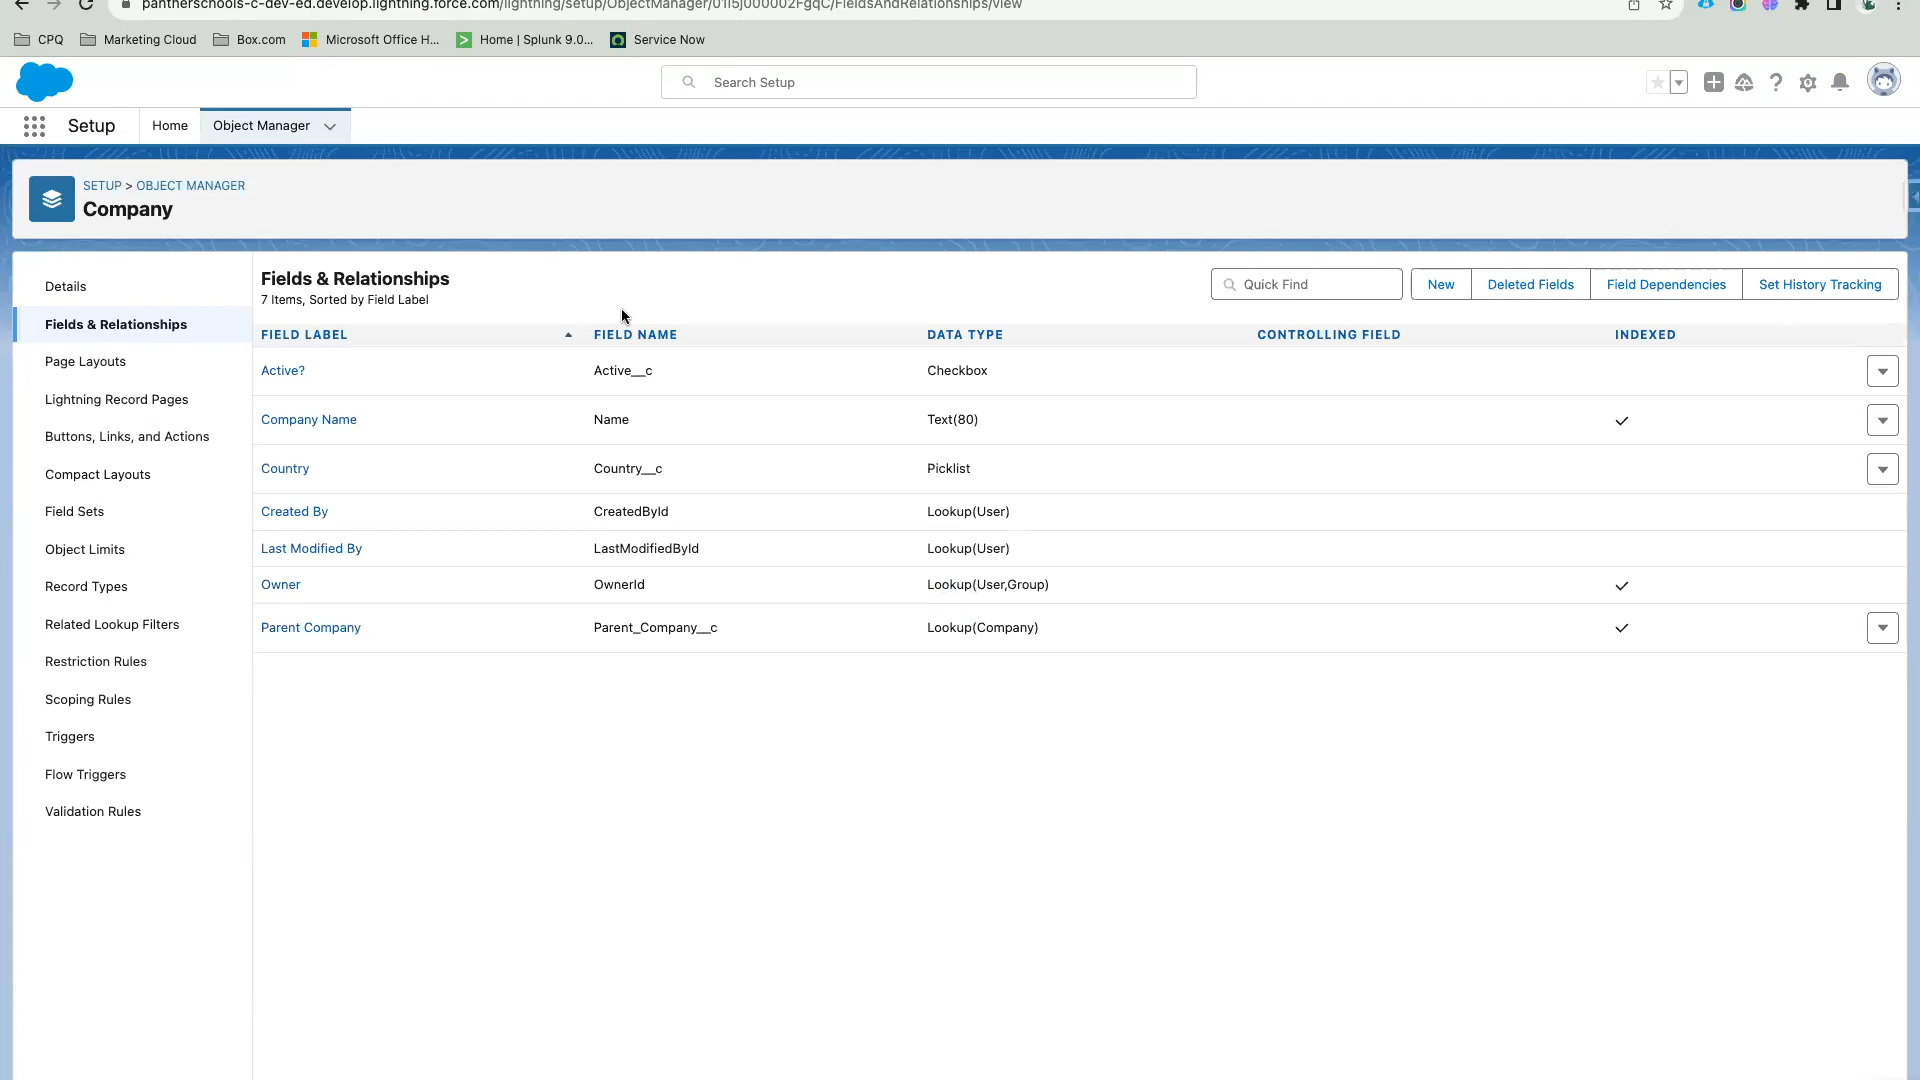 pantherschools-c-dev-ed.develop.lightning.force.com/lightning/setup/ObjectManager/01I5j000002FgqC/FieldsAndRelationships/view
CPQ Marketing Cloud Box.com Microsoft Office H... Home | Splunk 9.0... Service Now
Search Setup
Setup Home Object Manager
SETUP > OBJECT MANAGER
Company
Details
Fields & Relationships
Page Layouts
Lightning Record Pages
Buttons, Links, and Actions
Compact Layouts
Field Sets
Object Limits
Record Types
Related Lookup Filters
Restriction Rules
Scoping Rules
Triggers
Flow Triggers
Validation Rules
Fields & Relationships
7 Items, Sorted by Field Label
Quick Find New Deleted Fields Field Dependencies Set History Tracking
FIELD LABEL FIELD NAME DATA TYPE CONTROLLING FIELD INDEXED
Active? Active__c Checkbox
Company Name Name Text(80)
Country Country__c Picklist
Created By CreatedById Lookup(User)
Last Modified By LastModifiedById Lookup(User)
Owner OwnerId Lookup(User,Group)
Parent Company Parent_Company__c Lookup(Company)